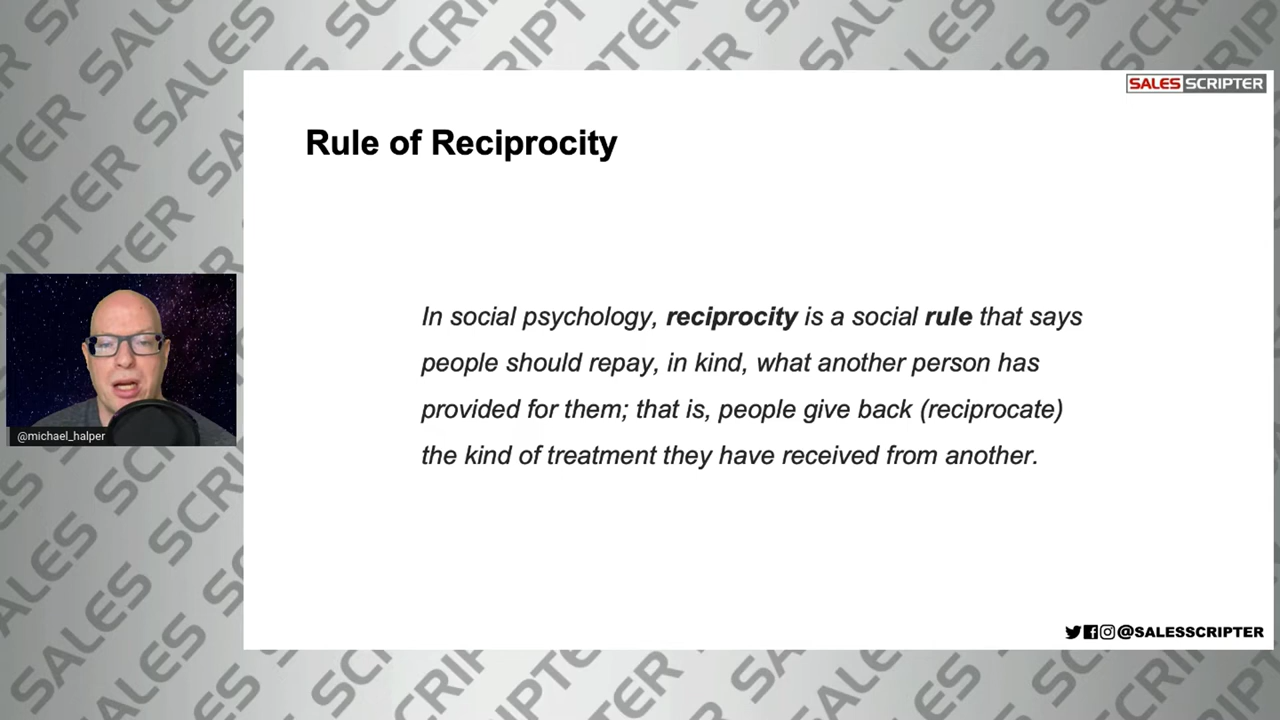 SALES SCRIPTER
Rule of Reciprocity
In social psychology, reciprocity is a social rule that says
people should repay, in kind, what another person has
provided for them; that is, people give back (reciprocate)
the kind of treatment they have received from another.
@michael_halper
@SALESSCRIPTER